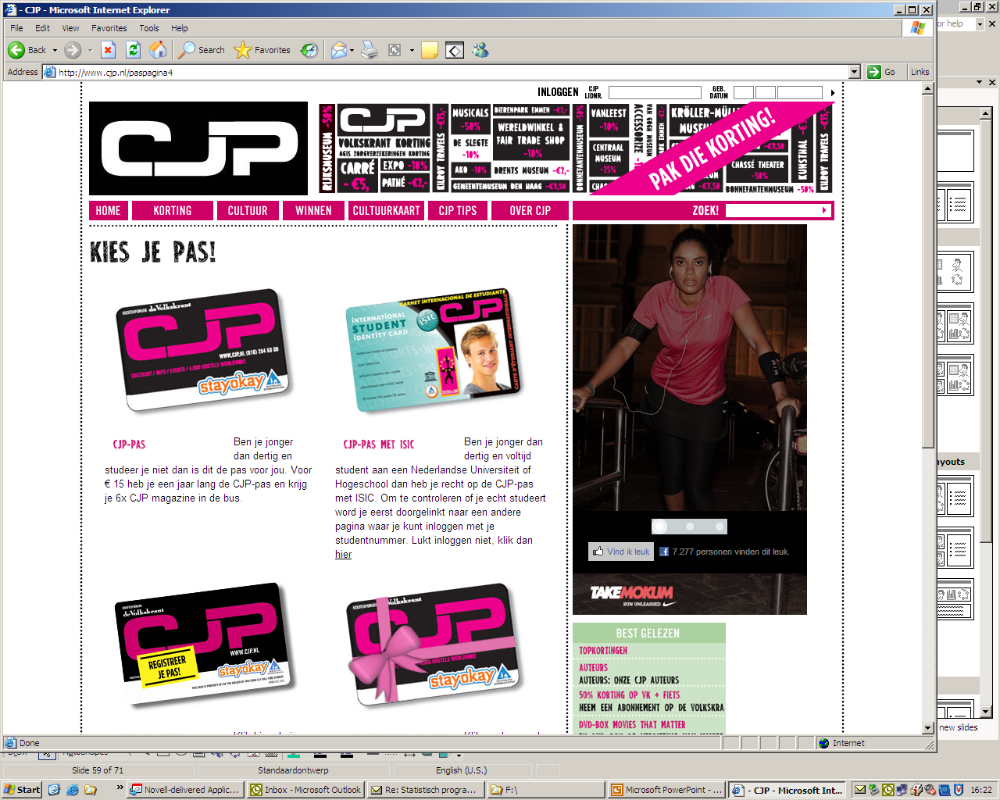 - CJP - Microsoft Internet Explorer
File Edit View Favorites Tools Help
or help
Back Search Favorites
Address http://www.cjp.nl/paspagina4 Go Links
INLOGGEN CJP LIDNR. GEB. DATUM
CJP
RIJKSMUSEUM -50%
CJP
VOLKSKRANT KORTING
AGIS ZORGVERZEKERINGEN KORTING
CARRÉ - €5,
EXPO -10%
PATHÉ -€2,-
KILROY TRAVELS -€15,-
MUSICALS -50%
DE SLEGTE -10%
AKO -10%
DIERENPARK EMMEN -€2,-
WERELDWINKEL & FAIR TRADE SHOP -10%
DRENTS MUSEUM -€2,-
GEMEENTEMUSEUM DEN HAAG -€3,50
BONNEFANTENMUSEUM -50%
VANLEEST -10%
CENTRAAL MUSEUM -25%
ACCESSORIZE
VAN GOGH MUSEUM
KRÖLLER-MÜLL
MUSEU
PAK DIE KORTING!
-€3,50
CHASSÉ THEATER -50%
KUNSTHAL -€3,50
KILROY TRAVELS -€15,-
BONNEFANTENMUSEUM -50%
HOME KORTING CULTUUR WINNEN CULTUURKAART CJP TIPS OVER CJP ZOEK!
KIES JE PAS!
HOOFDSPONSOR de Volkskrant
CJP
WWW.CJP.NL (010) 264 60 00
DISCOUNT / INFO / EVENTS / 4.000 HOSTELS WORLDWIDE
stayokay
CARNET INTERNACIONAL DE ESTUDIANTE
INTERNATIONAL
STUDENT
IDENTITY CARD
ISIC
CJP
CARTE D'ÉTUDIANT INTERNATIONALE
CJP-PAS
Ben je jonger
dan dertig en
studeer je niet dan is dit de pas voor jou. Voor
€ 15 heb je een jaar lang de CJP-pas en krijg
je 6x CJP magazine in de bus.
CJP-PAS MET ISIC
Ben je jonger dan
dertig en voltijd
student aan een Nederlandse Universiteit of
Hogeschool dan heb je recht op de CJP-pas
met ISIC. Om te controleren of je echt studeert
word je eerst doorgelinkt naar een andere
pagina waar je kunt inloggen met je
studentnummer. Lukt inloggen niet, klik dan
hier
HOOFDSPONSOR
de Volkskrant
CJP
WWW.CJP.NL
REGISTREER
JE PAS!
stayokay
HOOFDSPONSOR de Volkskrant
CJP
HOSTELS WORLDWIDE
stayokay
Vind ik leuk 7.277 personen vinden dit leuk.
TAKEMOKUM
RUN UNLEASHED
BEST GELEZEN
TOPKORTINGEN
AUTEURS
AUTEURS: ONZE CJP AUTEURS
50% KORTING OP VK + FIETS
NEEM EEN ABONNEMENT OP DE VOLKSKRA
DVD-BOX MOVIES THAT MATTER
ayouts
new slides
Done Internet
Slide 59 of 71 Standaardontwerp English (U.S.)
Start Novell-delivered Applic... Inbox - Microsoft Outlook Re: Statistisch progra... F:\ Microsoft PowerPoint - ... - CJP - Microsoft Int... 16:22